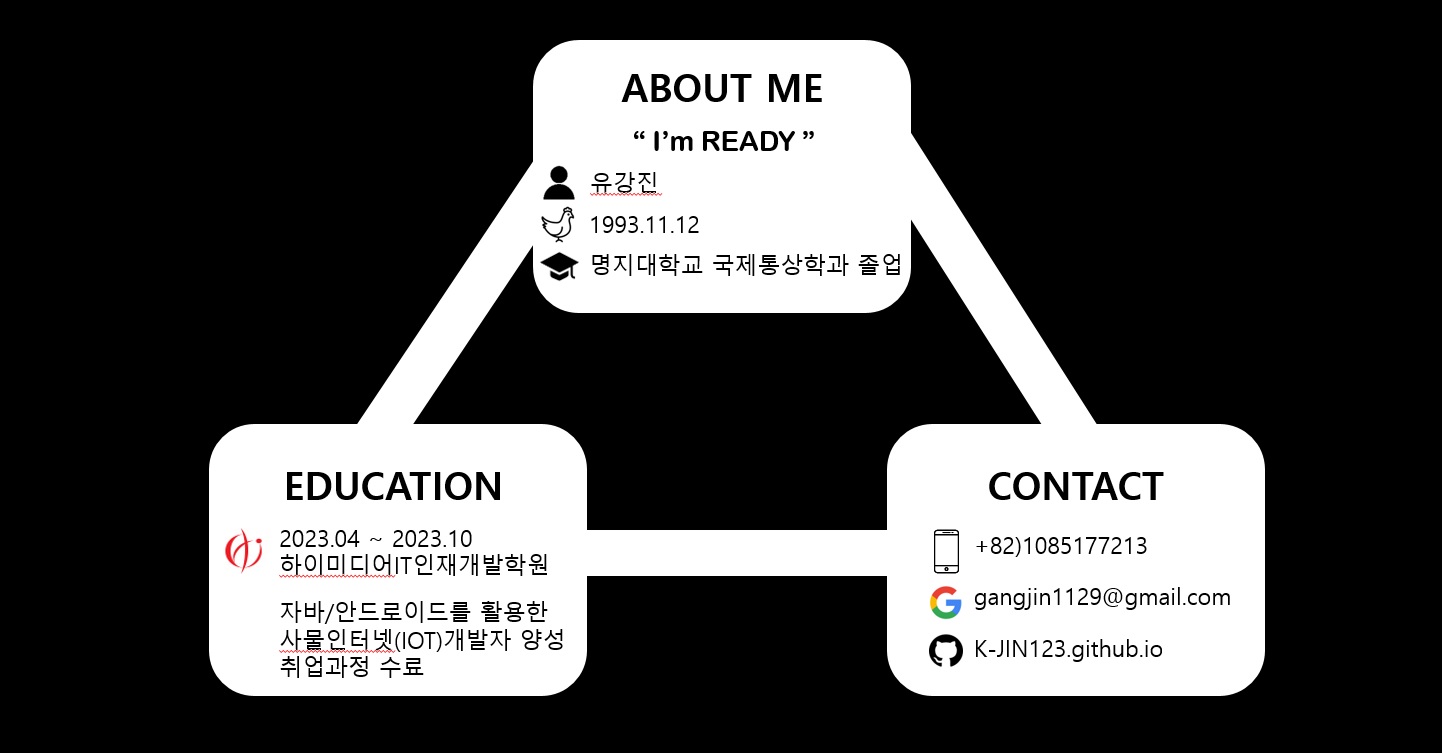 ABOUT ME
“ I’m READY ”
유강진
1993.11.12
명지대학교 국제통상학과 졸업
EDUCATION
2023.04 ~ 2023.10
하이미디어IT인재개발학원
자바/안드로이드를 활용한
사물인터넷(IOT)개발자 양성
취업과정 수료
CONTACT
+82)1085177213
gangjin1129@gmail.com
K-JIN123.github.io